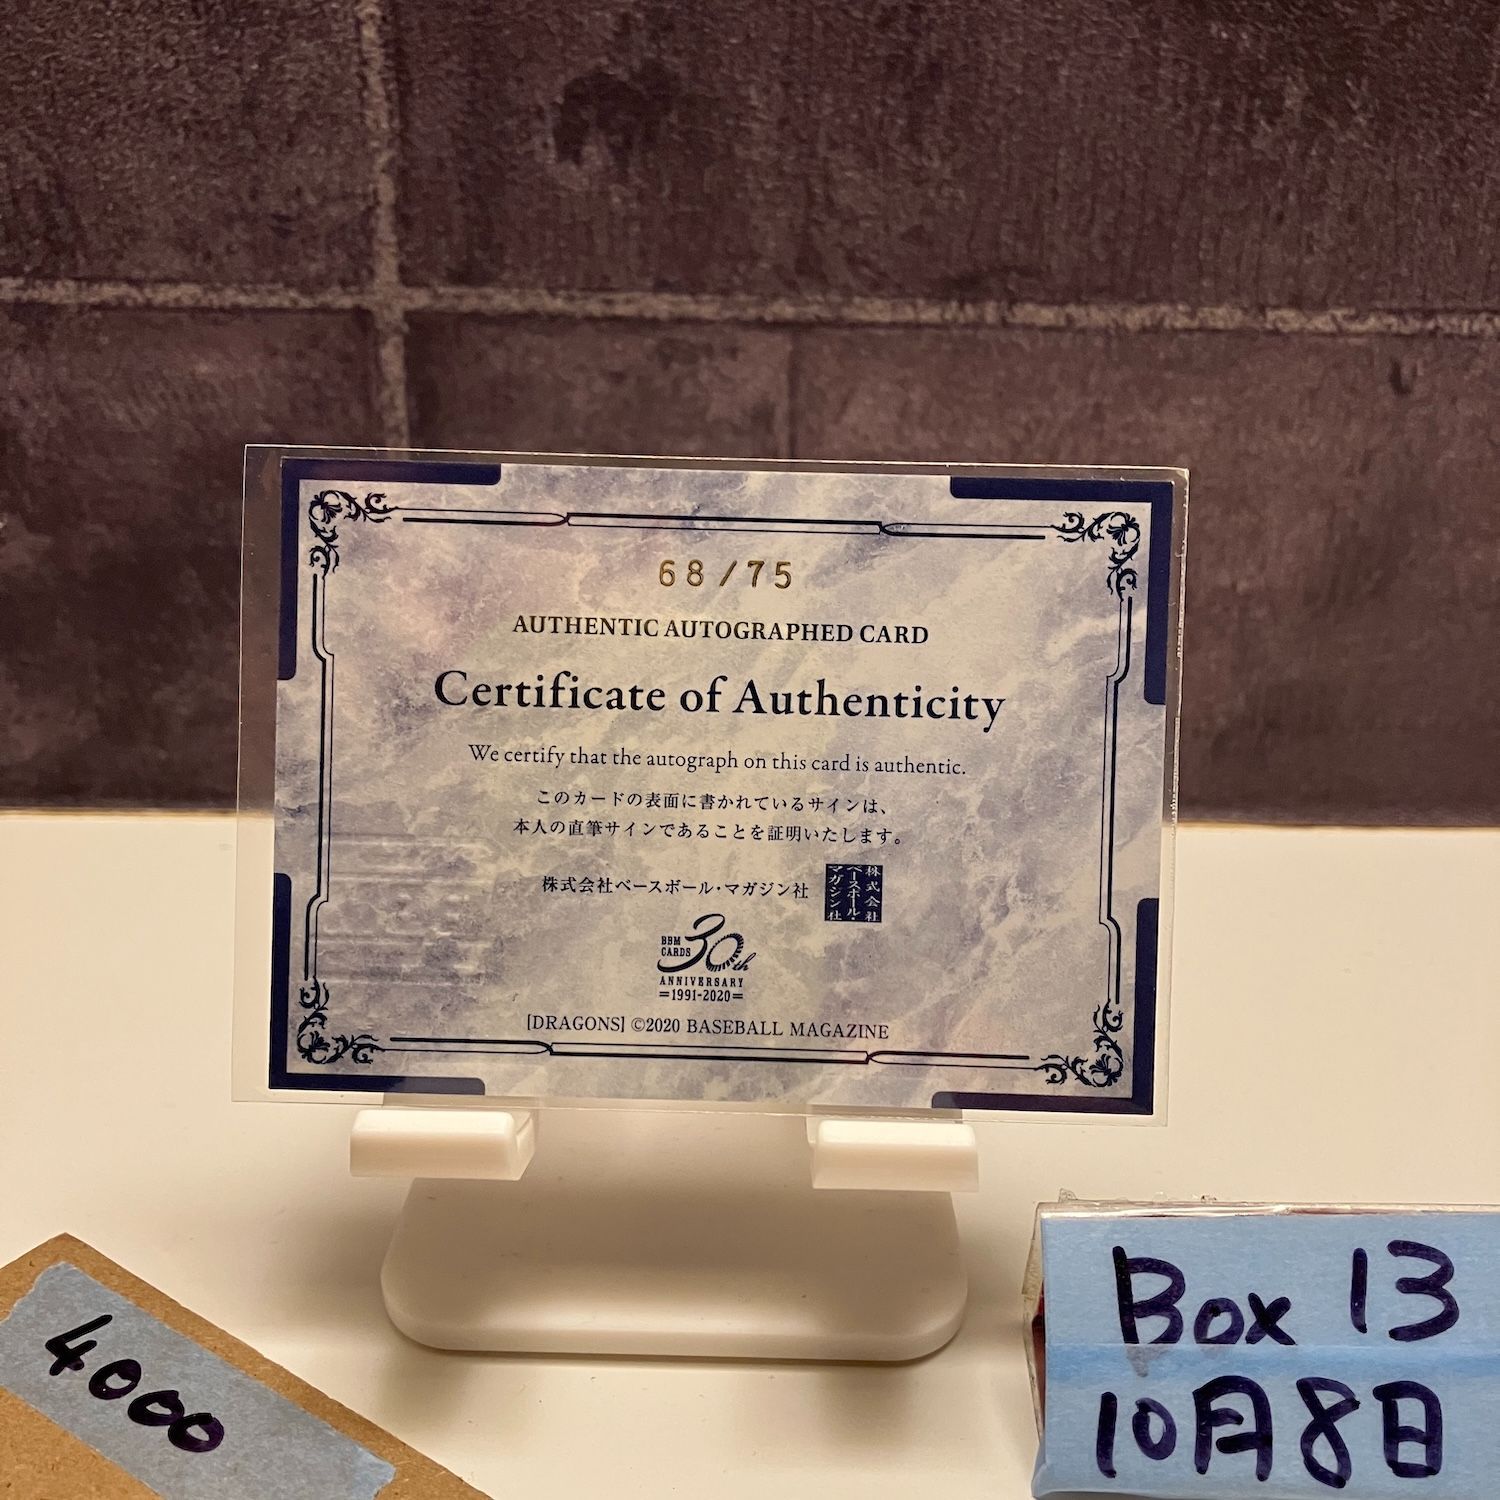 68/75
AUTHENTIC AUTOGRAPHED CARD
Certificate of Authenticity
We certify that the autograph on this card is authentic.
このカードの表面に書かれているサインは、
本人の直筆サインであることを証明いたします。
株式会社ベースボール・マガジン社
株式会社
ベースボール・
マガジン社
BBM
CARDS
30th
ANNIVERSARY
=1991-2020=
[DRAGONS] ©2020 BASEBALL MAGAZINE
4000
Box 13
10月8日